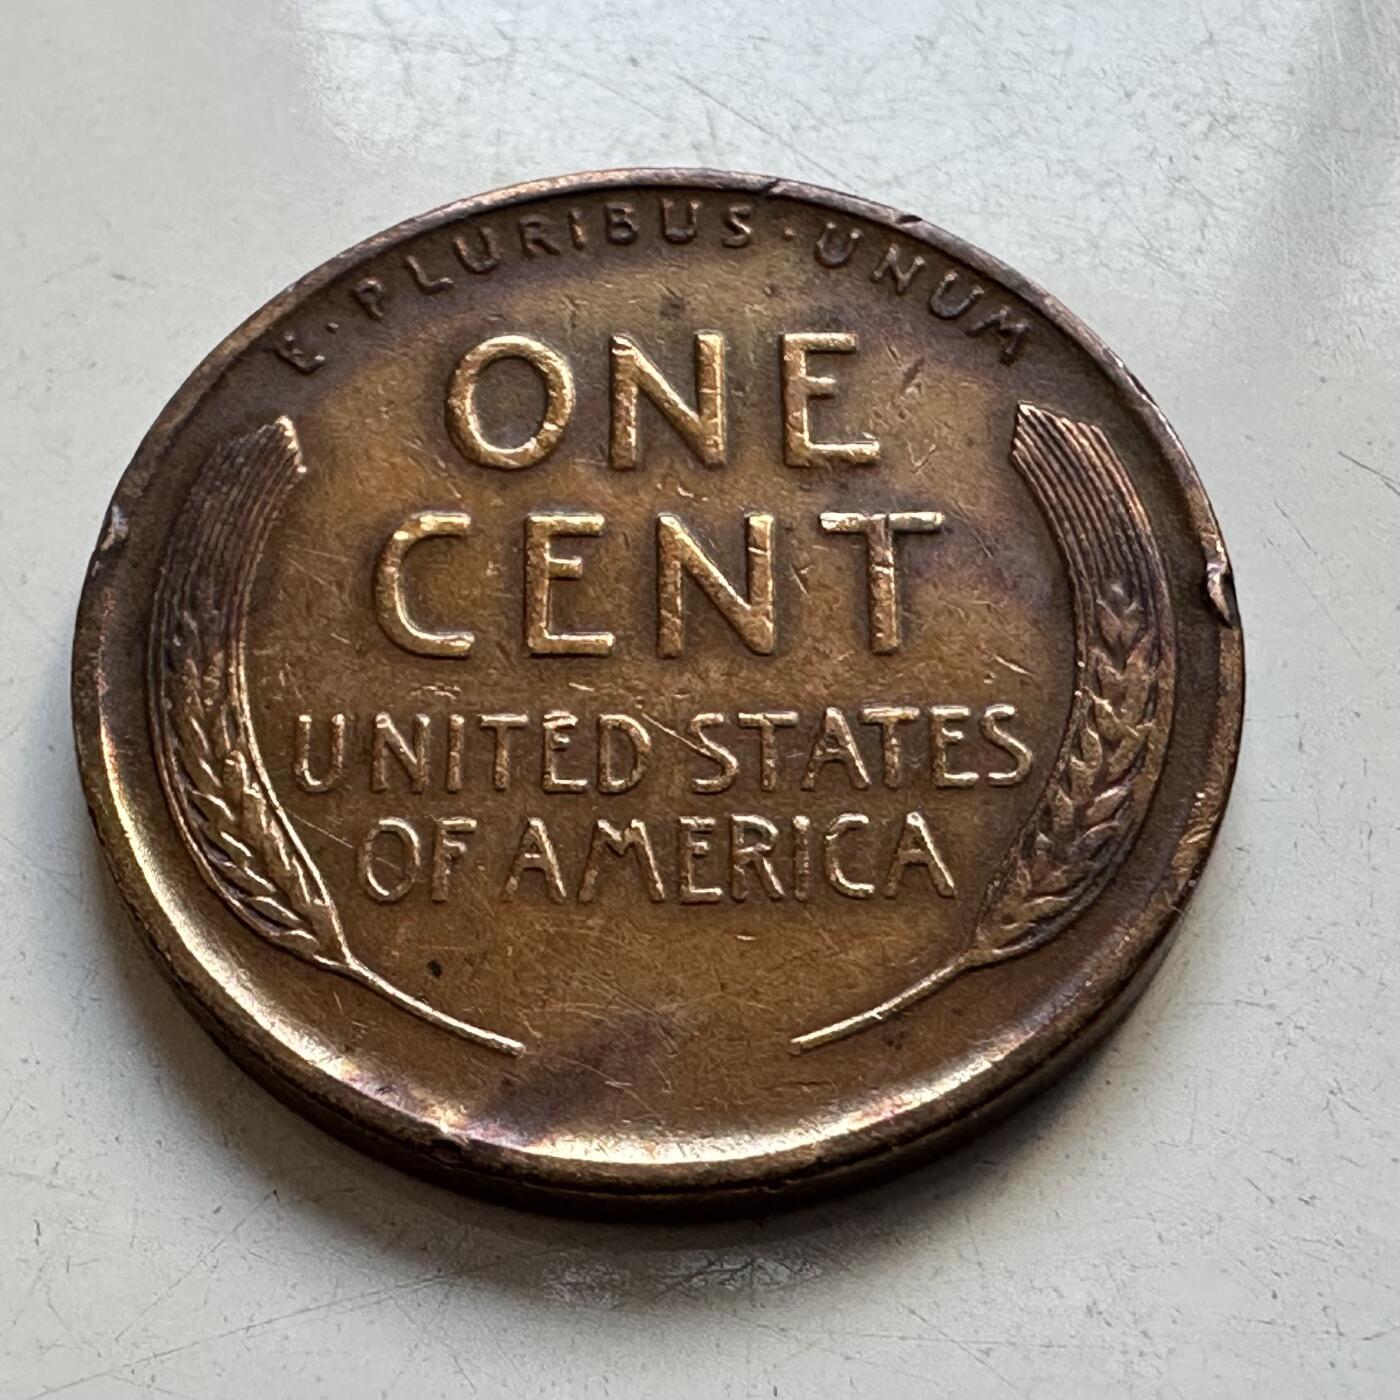 E·PLURIBUS·UNUM
ONE
CENT
UNITED STATES
OF AMERICA